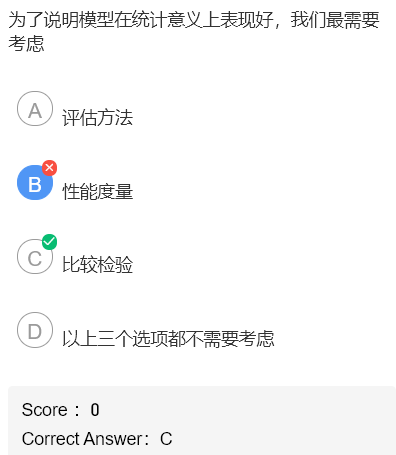 为了说明模型在统计意义上表现好，我们最需要
考虑
A 评估方法
B 性能度量
C 比较检验
D 以上三个选项都不需要考虑
Score： 0
Correct Answer：C